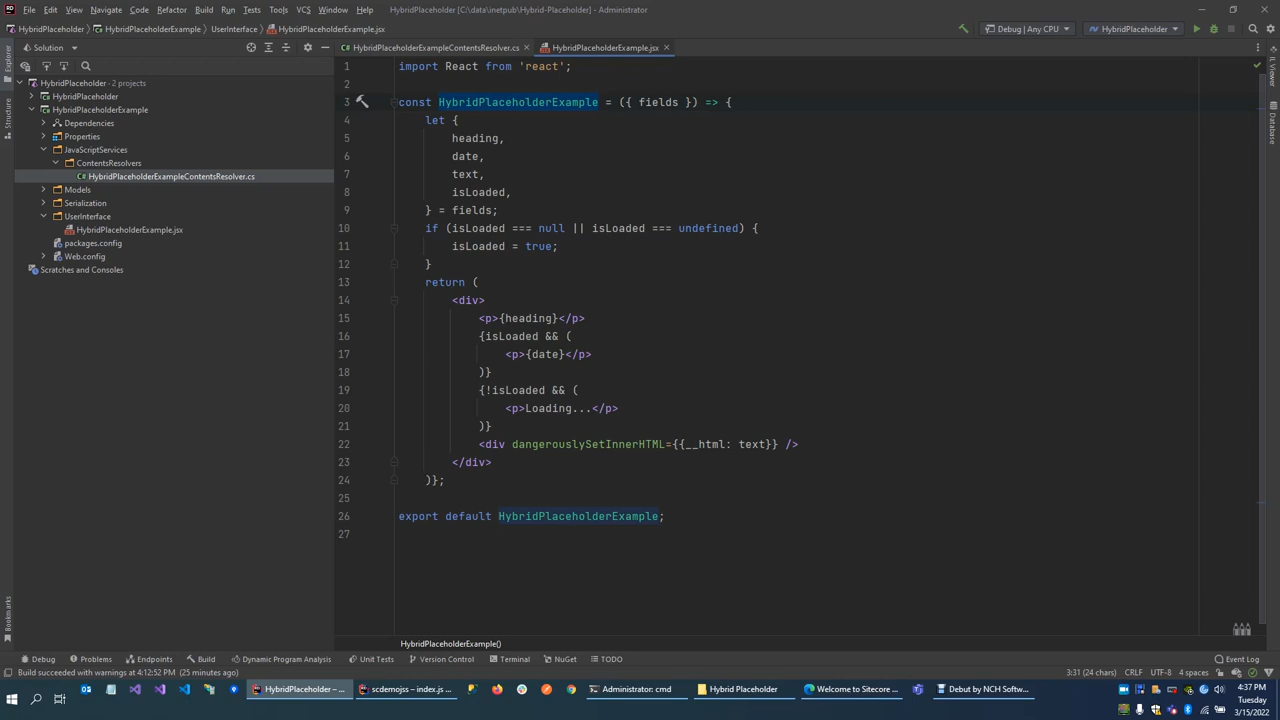 File Edit View Navigate Code Refactor Build Run Tests Tools VCS Window Help HybridPlaceholder [C:\data\inetpub\Hybrid-Placeholder] - Administrator
HybridPlaceholder HybridPlaceholderExample UserInterface HybridPlaceholderExample.jsx Debug | Any CPU HybridPlaceholder
Solution
HybridPlaceholderExampleContentsResolver.cs HybridPlaceholderExample.jsx
Explorer
Structure
Bookmarks
HybridPlaceholder · 2 projects
HybridPlaceholder
HybridPlaceholderExample
Dependencies
Properties
JavaScriptServices
ContentsResolvers
HybridPlaceholderExampleContentsResolver.cs
Models
Serialization
UserInterface
HybridPlaceholderExample.jsx
packages.config
Web.config
Scratches and Consoles
1 import React from 'react';
2
3 const HybridPlaceholderExample = ({ fields }) => {
4 let {
5 heading,
6 date,
7 text,
8 isLoaded,
9 } = fields;
10 if (isLoaded === null || isLoaded === undefined) {
11 isLoaded = true;
12 }
13 return (
14 <div>
15 <p>{heading}</p>
16 {isLoaded && (
17 <p>{date}</p>
18 )}
19 {!isLoaded && (
20 <p>Loading...</p>
21 )}
22 <div dangerouslySetInnerHTML={{__html: text}} />
23 </div>
24 )};
25
26 export default HybridPlaceholderExample;
27
IL Viewer
Database
HybridPlaceholderExample()
Debug Problems Endpoints Build Dynamic Program Analysis Unit Tests Version Control Terminal NuGet TODO Event Log
Build succeeded with warnings at 4:12:52 PM (25 minutes ago) 3:31 (24 chars) CRLF UTF-8 4 spaces
HybridPlaceholder – ... scdemojss – index.js ... Administrator: cmd Hybrid Placeholder Welcome to Sitecore Debut by NCH Softw...
4:37 PM
Tuesday
3/15/2022